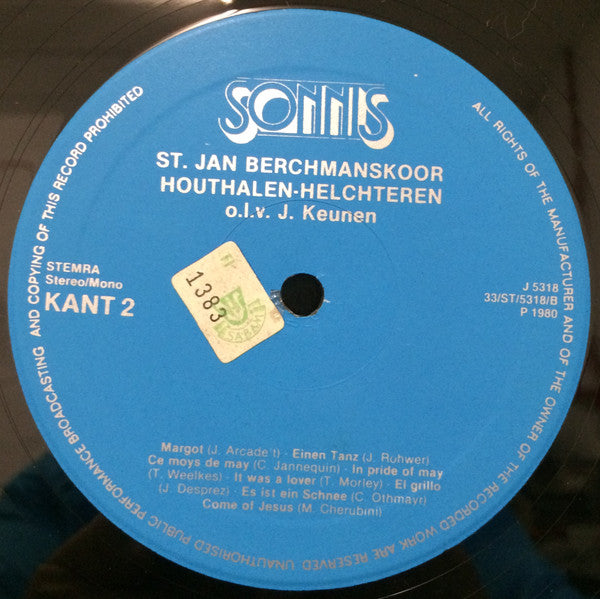 SONNIS
ST. JAN BERCHMANSKOOR
HOUTHALEN-HELCHTEREN
o.l.v. J. Keunen
STEMRA
Stereo/Mono
KANT 2
1383
SABAM
J 5318
33/ST/5318/B
P 1980
Margot (J. Arcade't) · Einen Tanz (J. Rohwer)
Ce moys de may (C. Jannequin) · In pride of may
(T. Weelkes) · It was a lover (T. Morley) · El grillo
(J. Desprez) · Es ist ein Schnee (C. Othmayr)
Come of Jesus (M. Cherubini)
ALL RIGHTS OF THE MANUFACTURER AND OF THE OWNER OF THE RECORDED WORK ARE RESERVED UNAUTHORISED PUBLIC PERFORMANCE BROADCASTING AND COPYING OF THIS RECORD PROHIBITED